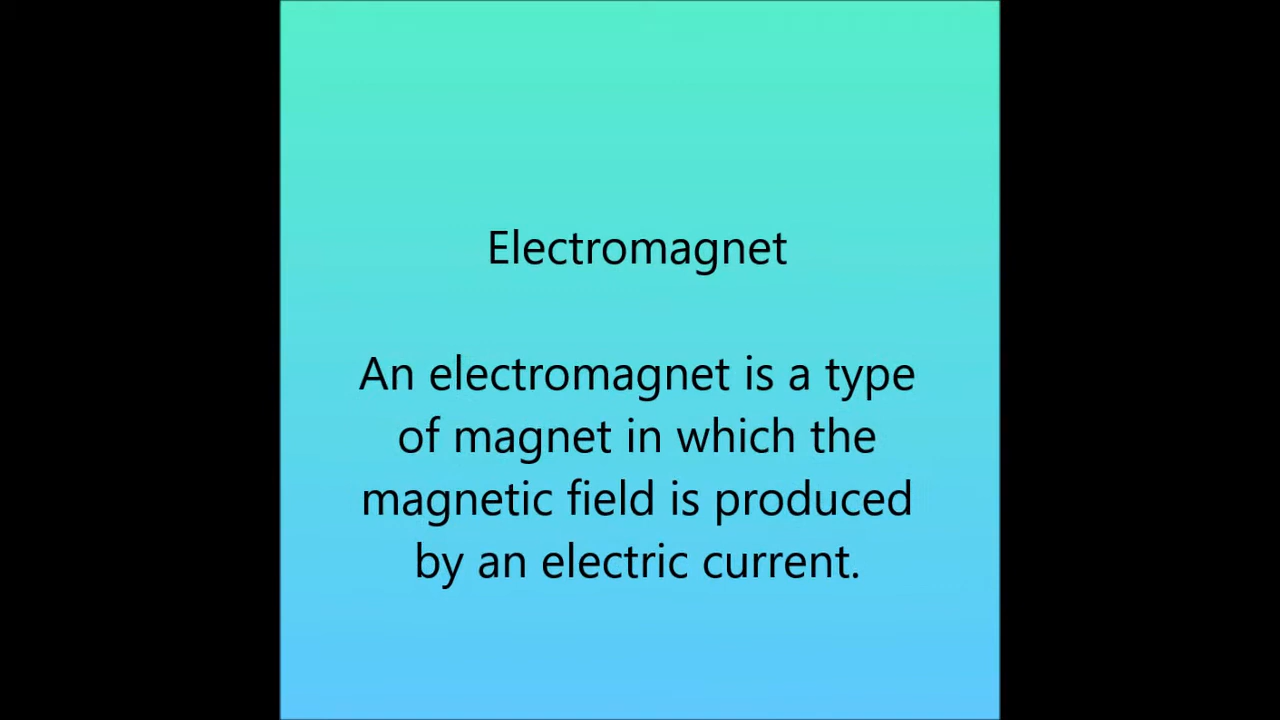 Electromagnet
An electromagnet is a type
of magnet in which the
magnetic field is produced
by an electric current.